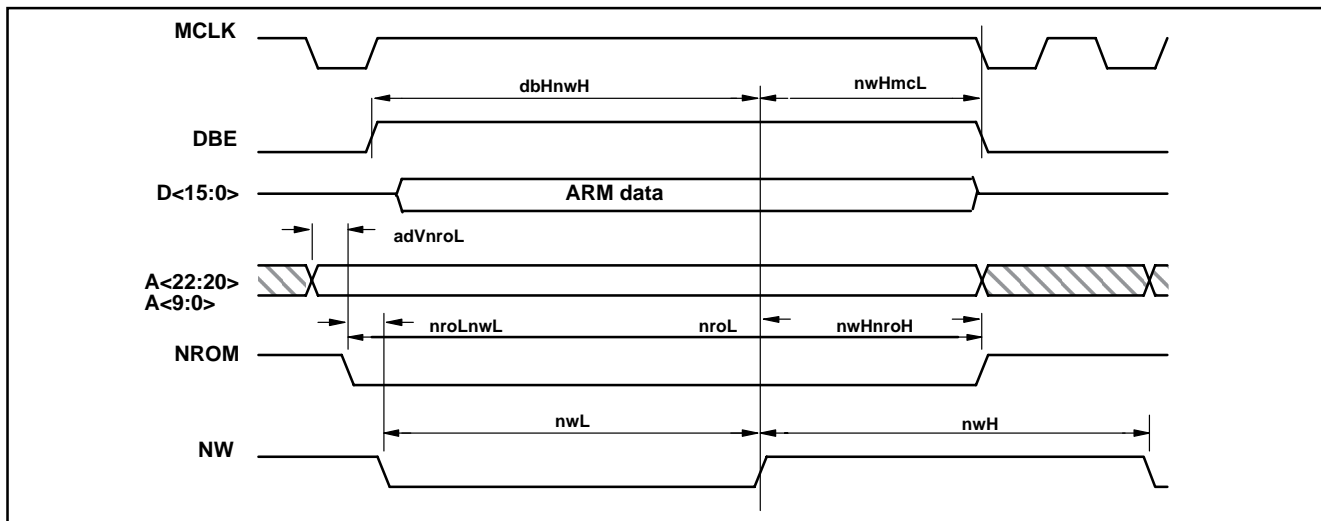 MCLK
dbHnwH nwHmcL
DBE
D<15:0> ARM data
adVnroL
A<22:20>
A<9:0>
nroLnwL nroL nwHnroH
NROM
nwL nwH
NW